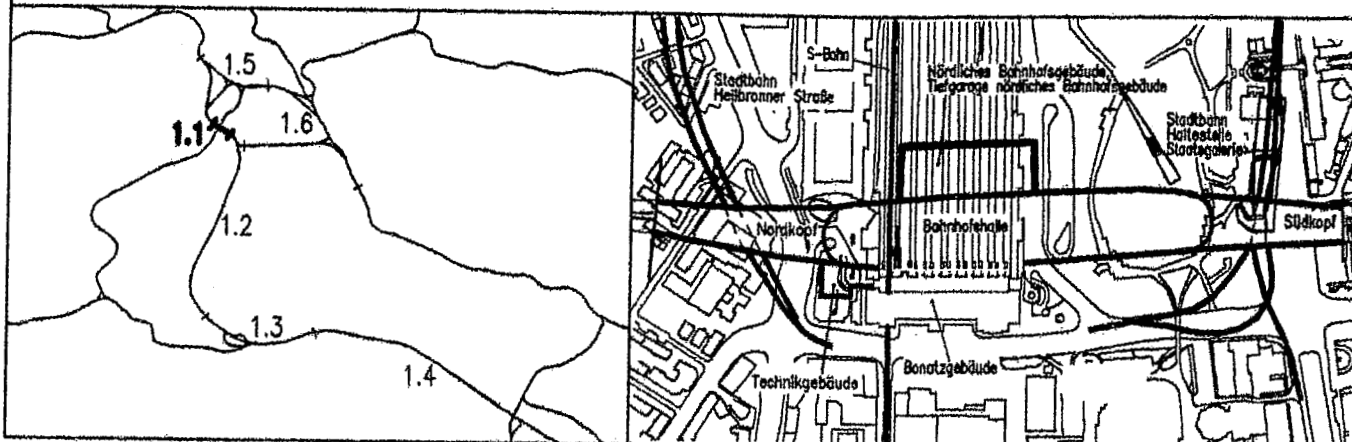 1.5
1.1
1.6
1.2
1.3
1.4
S-Bahn
Stadtbahn
Heilbronner Straße
Nördliches Bahnhofsgebäude,
Tiefgarage nördliches Bahnhofsgebäude
Stadtbahn
Haltestelle
Staatsgalerie
Nordkopf
Bahnhofshalle
Südkopf
Technikgebäude
Bonatzgebäude